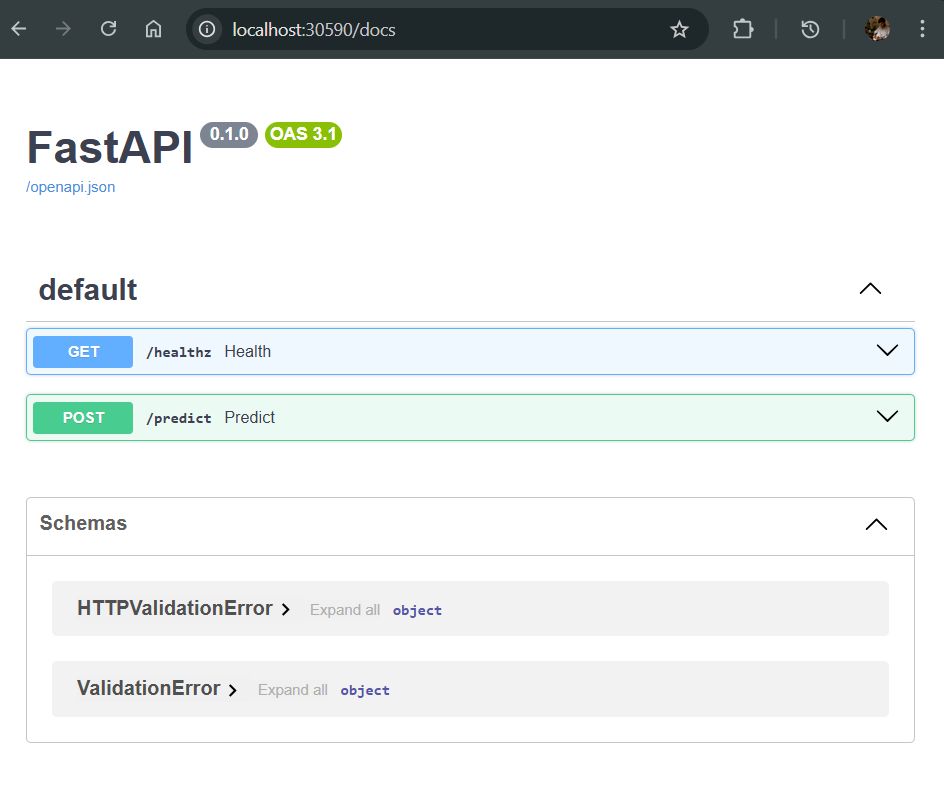 localhost:30590/docs
FastAPI 0.1.0 OAS 3.1
/openapi.json
default
GET /healthz Health
POST /predict Predict
Schemas
HTTPValidationError Expand all object
ValidationError Expand all object